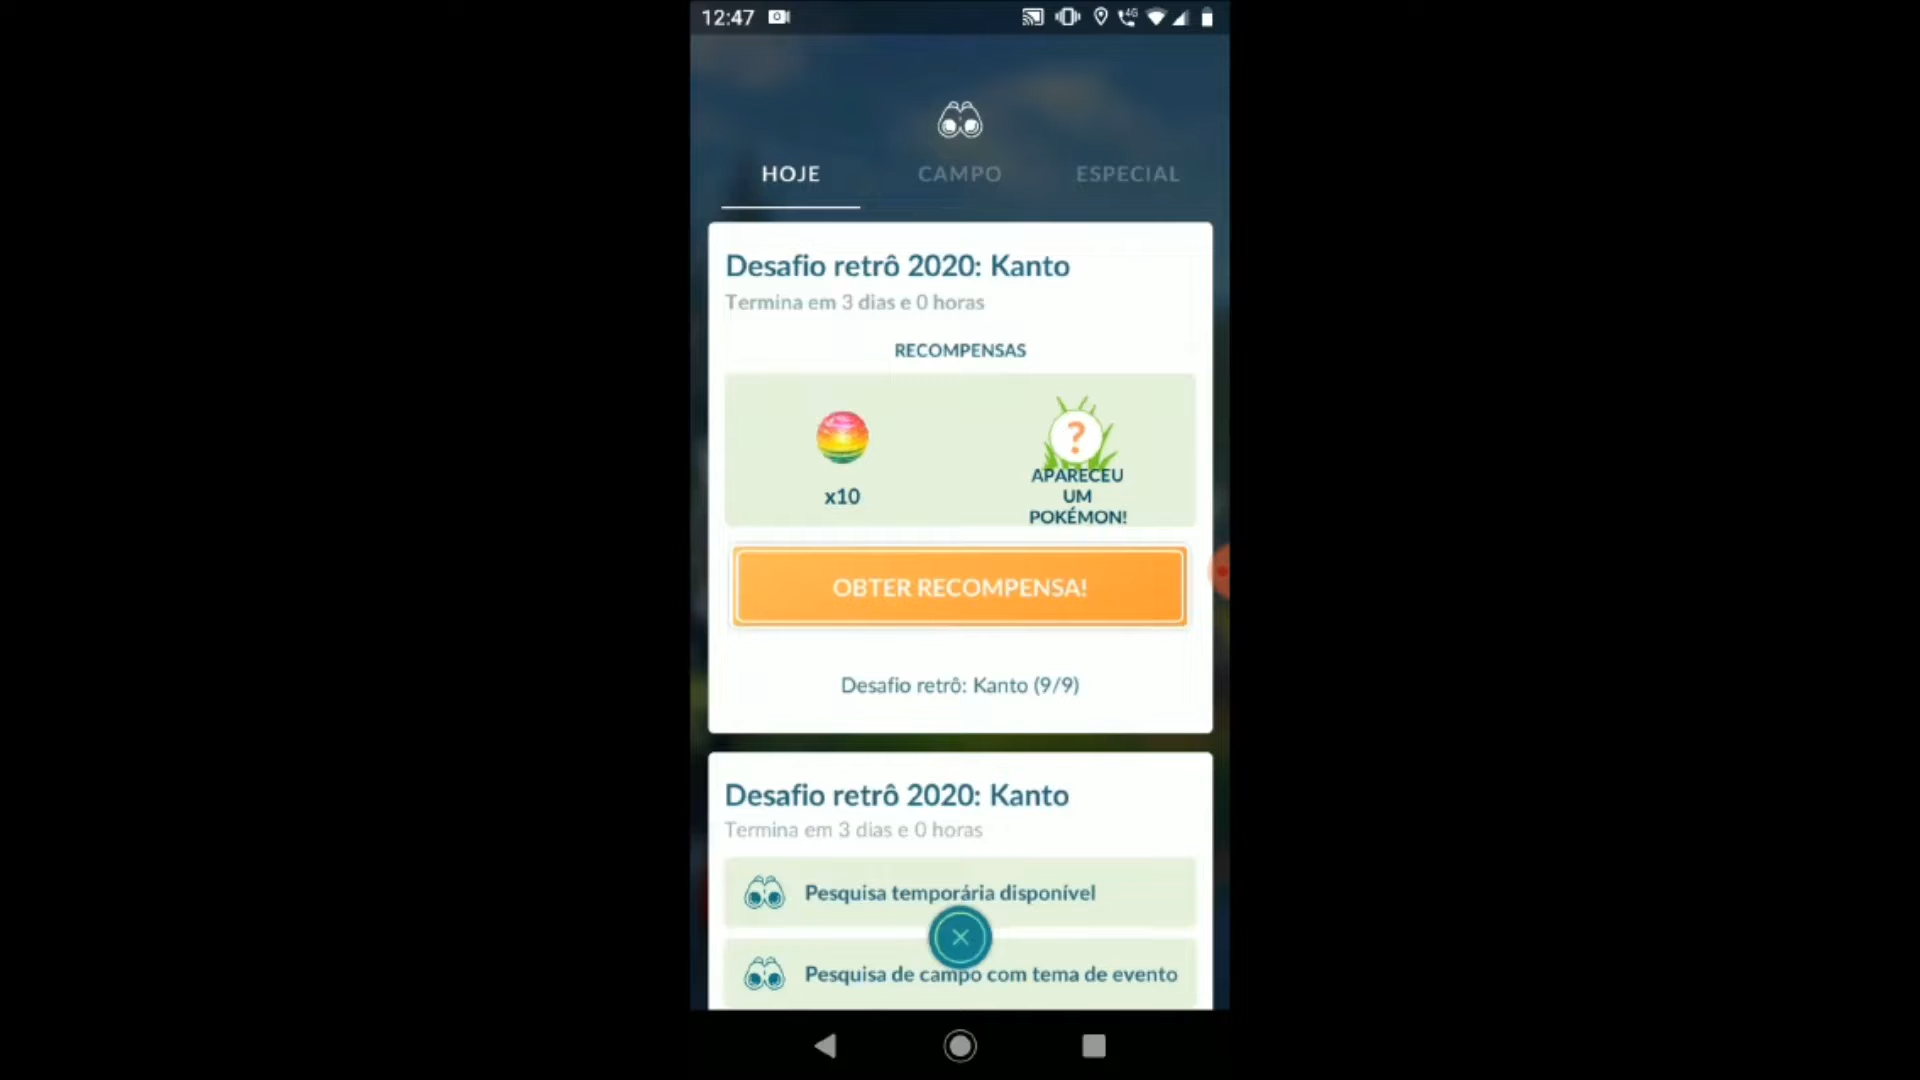 12:47
4G
HOJE CAMPO ESPECIAL
Desafio retrô 2020: Kanto
Termina em 3 dias e 0 horas
RECOMPENSAS
?
x10
APARECEU
UM
POKÉMON!
OBTER RECOMPENSA!
Desafio retrô: Kanto (9/9)
Desafio retrô 2020: Kanto
Termina em 3 dias e 0 horas
Pesquisa temporária disponível
Pesquisa de campo com tema de evento